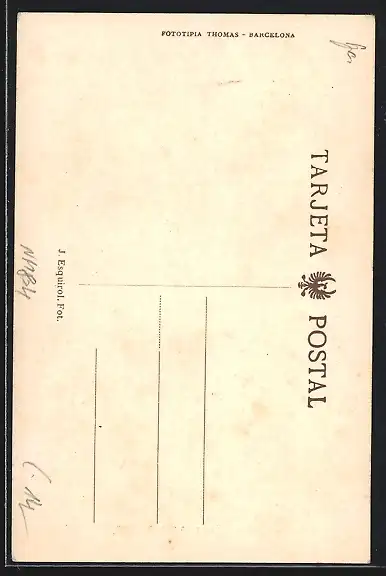 FOTOTIPIA THOMAS - BARCELONA
TARJETA POSTAL
J. Esquirol. Fot.